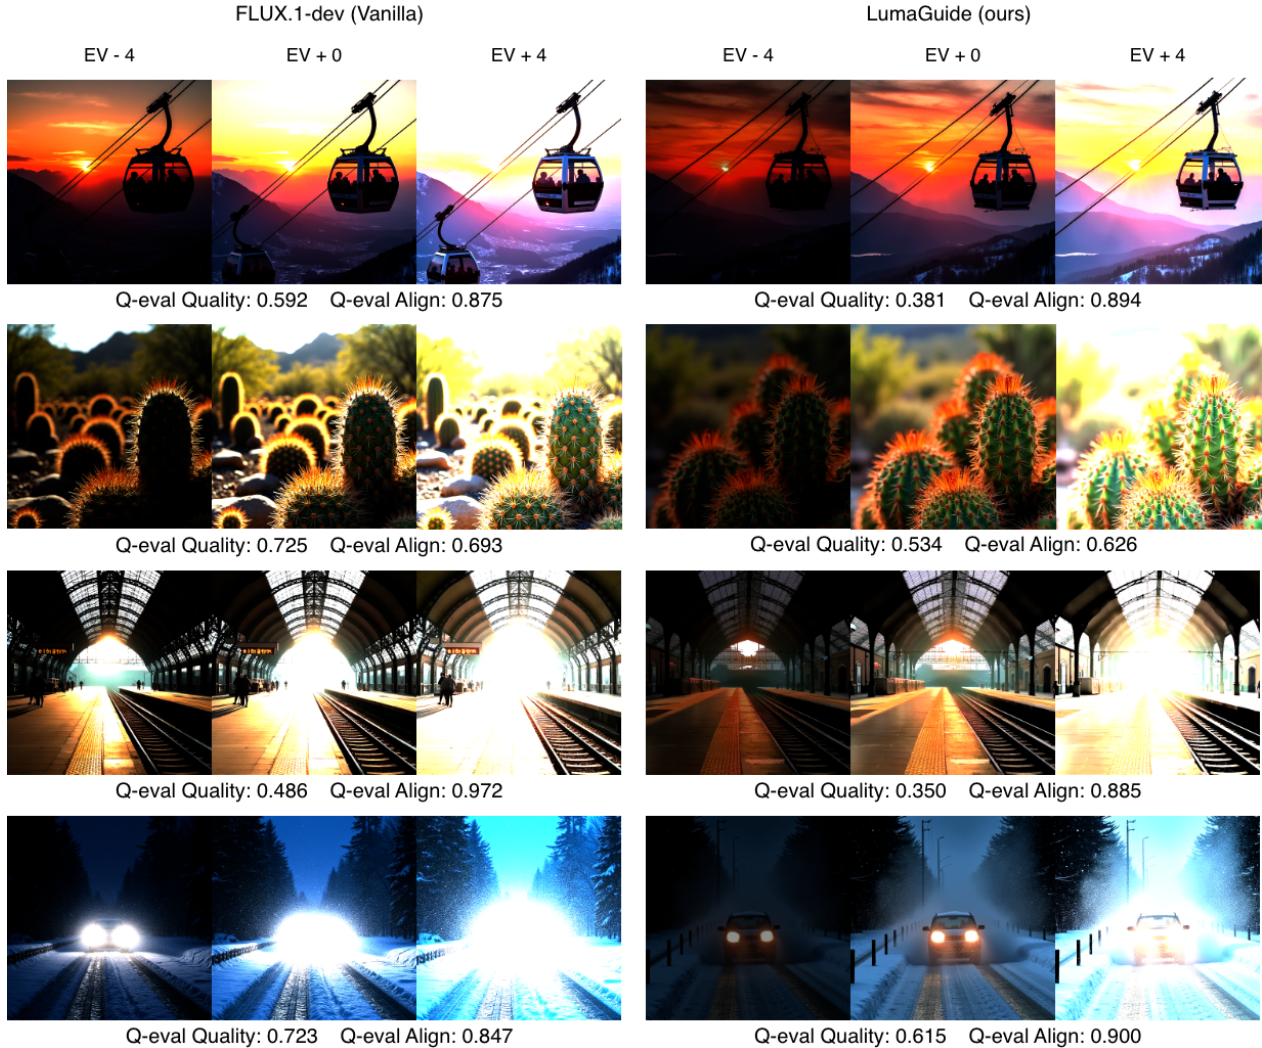 FLUX.1-dev (Vanilla)
LumaGuide (ours)
EV - 4
EV + 0
EV + 4
EV - 4
EV + 0
EV + 4
Q-eval Quality: 0.592 Q-eval Align: 0.875
Q-eval Quality: 0.381 Q-eval Align: 0.894
Q-eval Quality: 0.725 Q-eval Align: 0.693
Q-eval Quality: 0.534 Q-eval Align: 0.626
Q-eval Quality: 0.486 Q-eval Align: 0.972
Q-eval Quality: 0.350 Q-eval Align: 0.885
Q-eval Quality: 0.723 Q-eval Align: 0.847
Q-eval Quality: 0.615 Q-eval Align: 0.900